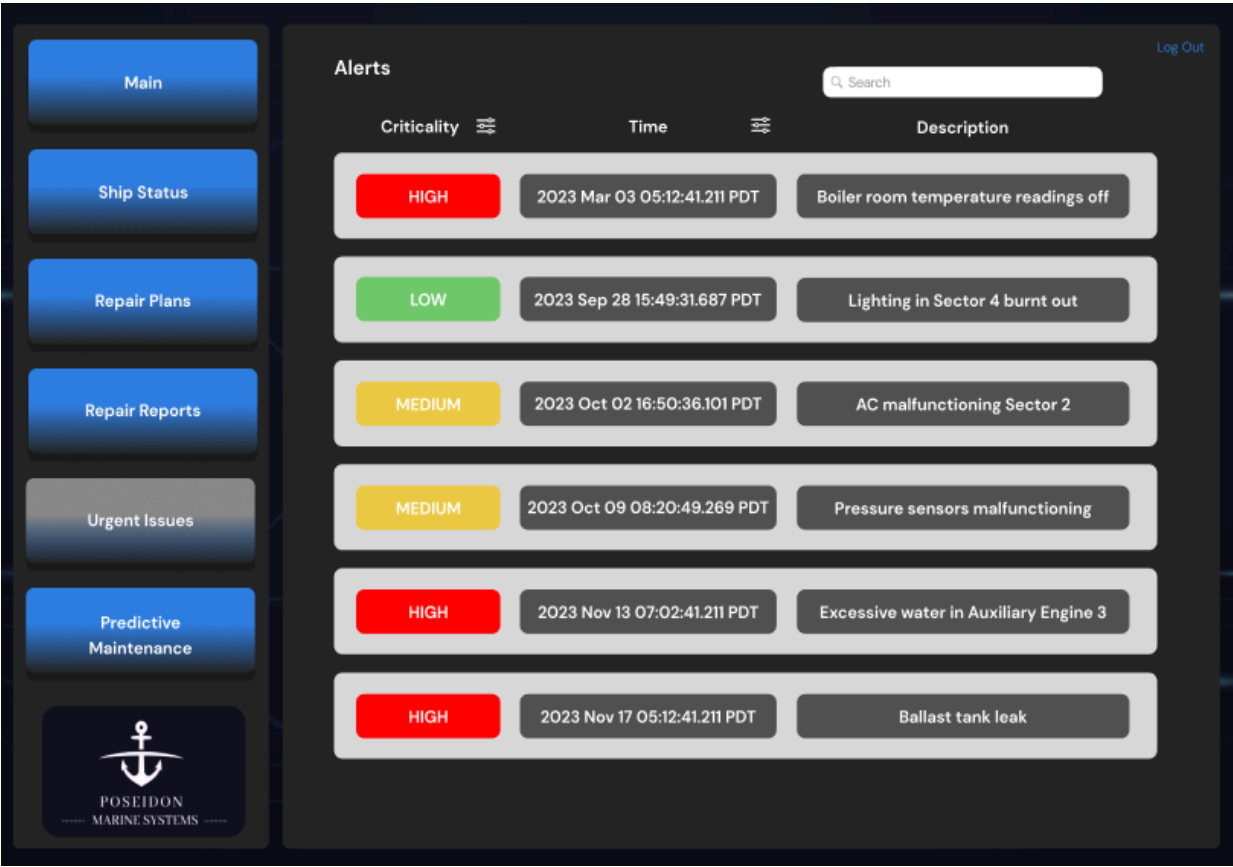 Main
Ship Status
Repair Plans
Repair Reports
Urgent Issues
Predictive
Maintenance
POSEIDON
MARINE SYSTEMS
Log Out
Alerts
Search
Criticality Time Description
HIGH 2023 Mar 03 05:12:41.211 PDT Boiler room temperature readings off
LOW 2023 Sep 28 15:49:31.687 PDT Lighting in Sector 4 burnt out
MEDIUM 2023 Oct 02 16:50:36.101 PDT AC malfunctioning Sector 2
MEDIUM 2023 Oct 09 08:20:49.269 PDT Pressure sensors malfunctioning
HIGH 2023 Nov 13 07:02:41.211 PDT Excessive water in Auxiliary Engine 3
HIGH 2023 Nov 17 05:12:41.211 PDT Ballast tank leak